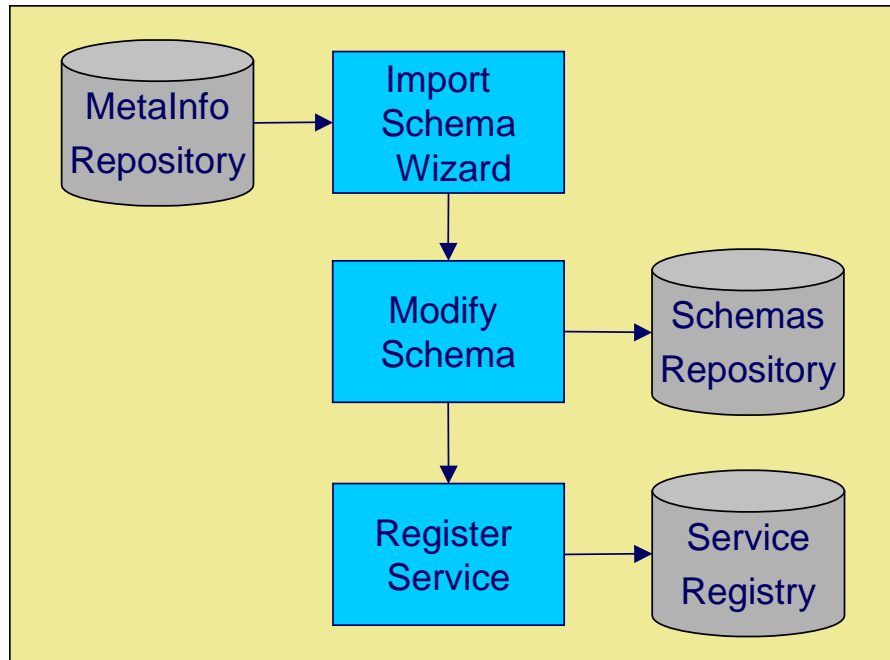 MetaInfo
Repository
Import
Schema
Wizard
Modify
Schema
Schemas
Repository
Register
Service
Service
Registry